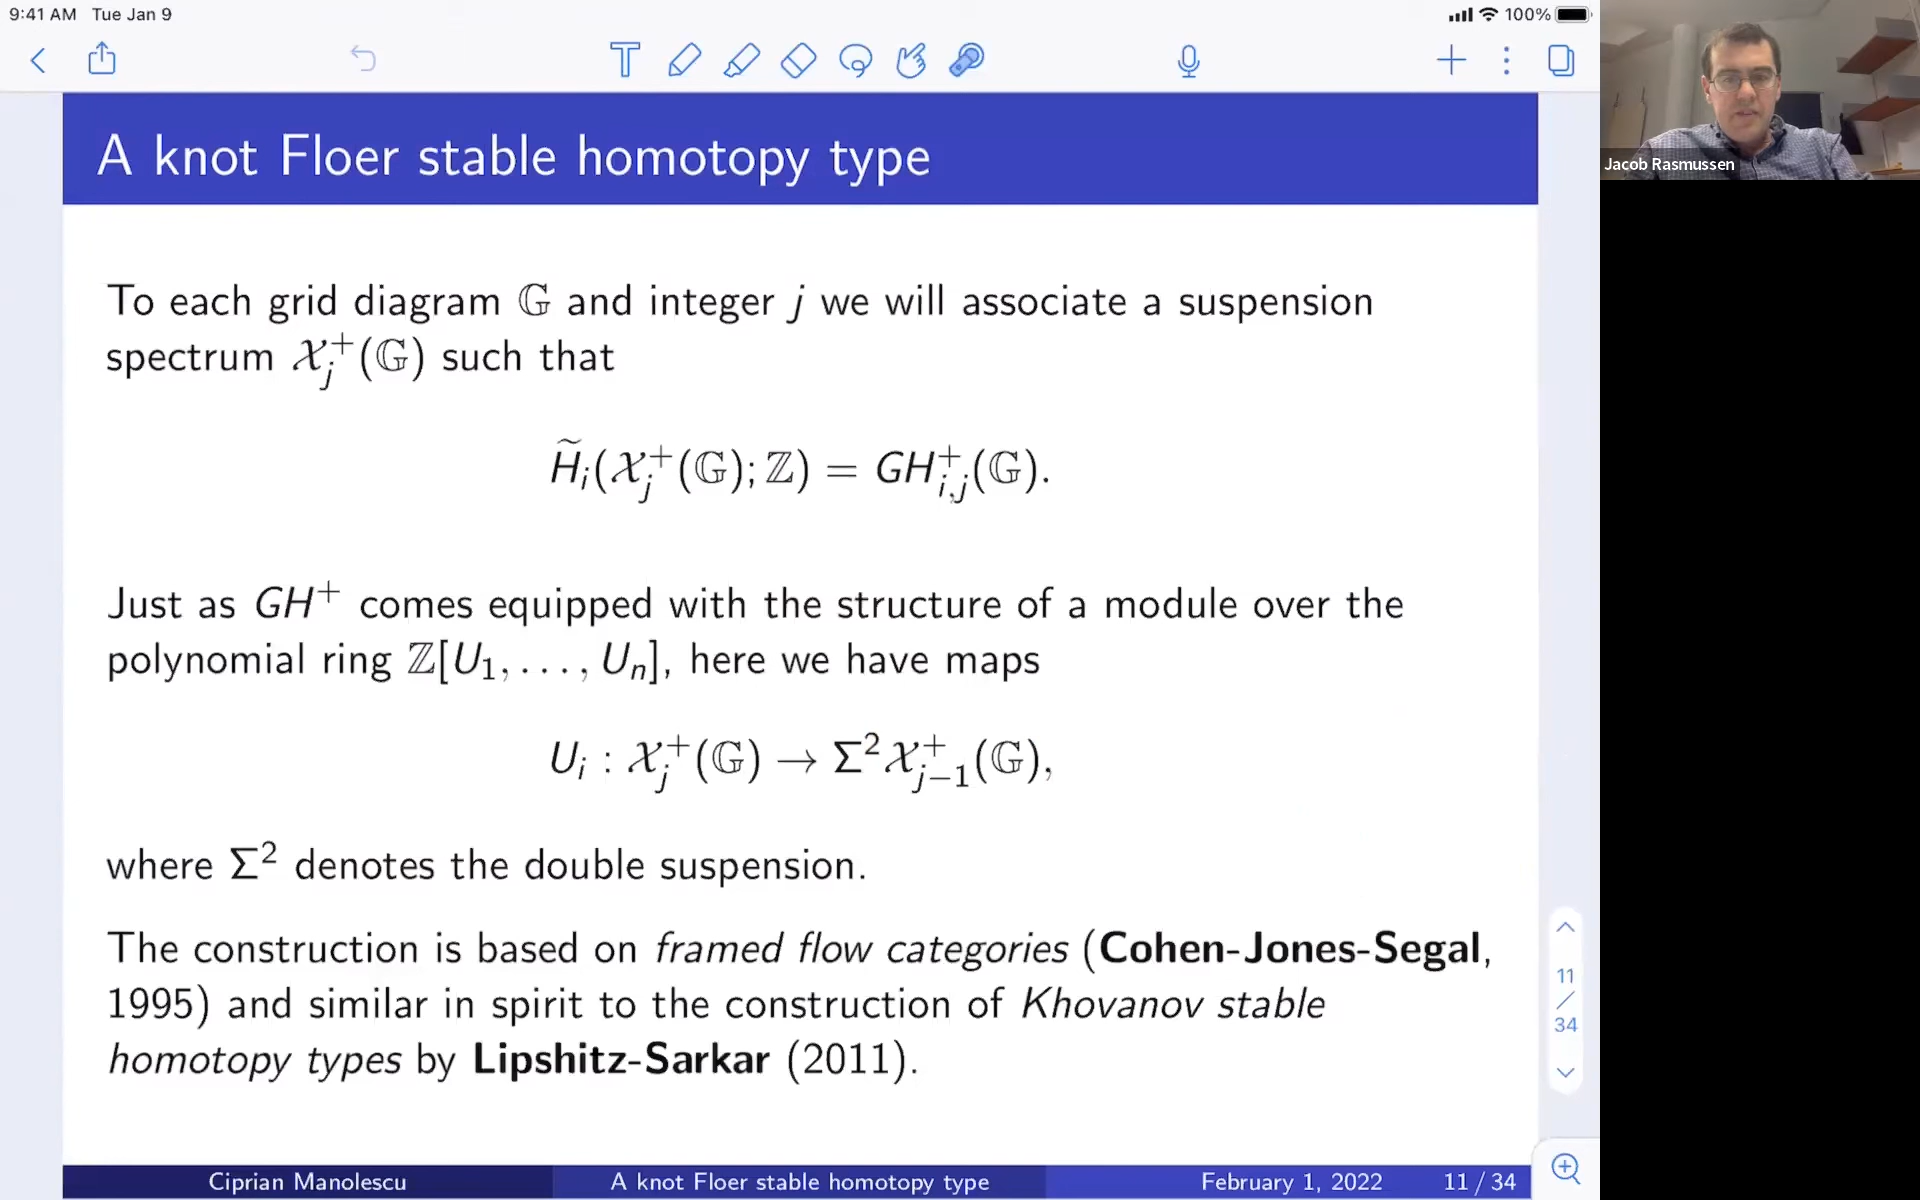 9:41 AM Tue Jan 9
100%
A knot Floer stable homotopy type
To each grid diagram 𝔾 and integer j we will associate a suspension
spectrum 𝒳_j^+(𝔾) such that
H̃_i(𝒳_j^+(𝔾); ℤ) = GH^+_{i,j}(𝔾).
Just as GH^+ comes equipped with the structure of a module over the
polynomial ring ℤ[U_1, . . . , U_n], here we have maps
U_i : 𝒳_j^+(𝔾) → Σ^2 𝒳_{j−1}^+(𝔾),
where Σ^2 denotes the double suspension.
The construction is based on framed flow categories (Cohen-Jones-Segal,
1995) and similar in spirit to the construction of Khovanov stable
homotopy types by Lipshitz-Sarkar (2011).
11
/
34
Ciprian Manolescu
A knot Floer stable homotopy type
February 1, 2022
11 / 34
Jacob Rasmussen